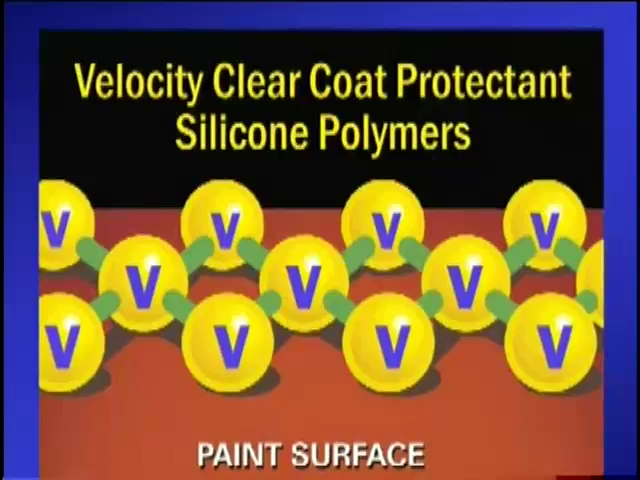 Velocity Clear Coat Protectant
Silicone Polymers
V V V V
V V V
V V V V
PAINT SURFACE